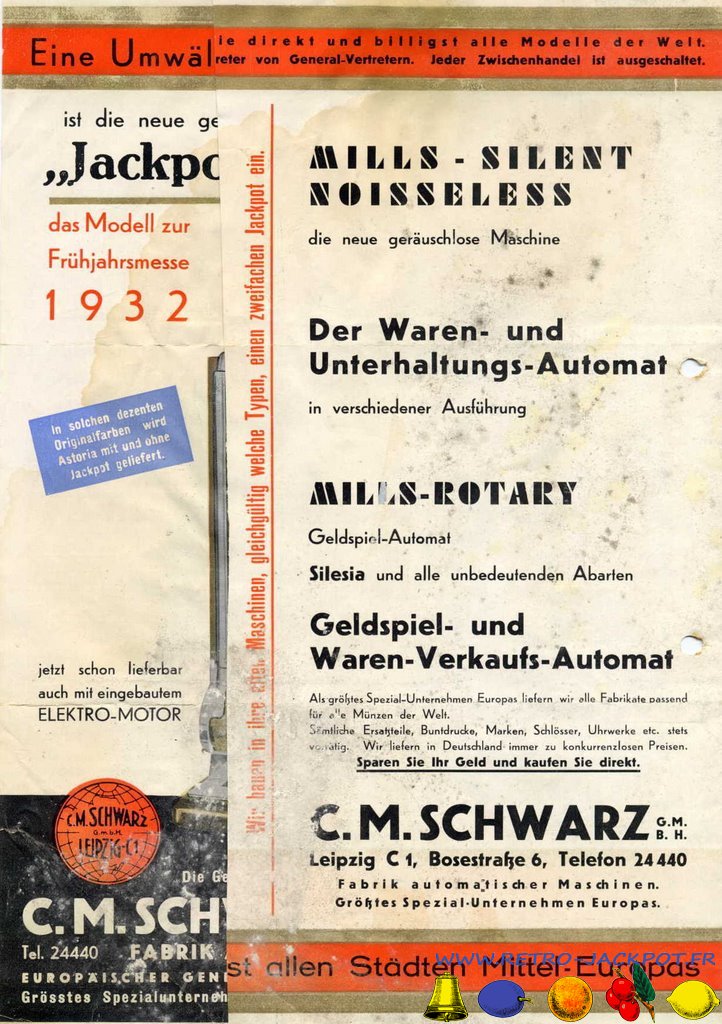 Eine Umwäl
ie direkt und billigst alle Modelle der Welt.
reter von General-Vertretern. Jeder Zwischenhandel ist ausgeschaltet.
ist die neue ge
„Jackpo
das Modell zur
Frühjahrsmesse
1932
In solchen dezenten
Originalfarben wird
Astoria mit und ohne
Jackpot geliefert.
jetzt schon lieferbar
auch mit eingebautem
ELEKTRO-MOTOR
C.M. SCHWARZ
G.m.b.H.
LEIPZIG-C1
Die Ge
C. M. SCHW
Tel. 24440 FABRIK
EUROPÄISCHER GEN
Grösstes Spezialunterneh
Wir bauen in ihre alten Maschinen, gleichgültig welche Typen, einen zweifachen Jackpot ein.
MILLS - SILENT
NOISSELESS
die neue geräuschlose Maschine
Der Waren- und
Unterhaltungs-Automat
in verschiedener Ausführung
MILLS-ROTARY
Geldspiel-Automat
Silesia und alle unbedeutenden Abarten
Geldspiel- und
Waren-Verkaufs-Automat
Als größtes Spezial-Unternehmen Europas liefern wir alle Fabrikate passend
für alle Münzen der Welt.
Sämtliche Ersatzteile, Buntdrucke, Marken, Schlösser, Uhrwerke etc. stets
vorrätig. Wir liefern in Deutschland immer zu konkurrenzlosen Preisen.
Sparen Sie Ihr Geld und kaufen Sie direkt.
C. M. SCHWARZ G. M. B. H.
Leipzig C 1, Bosestraße 6, Telefon 24440
Fabrik automatischer Maschinen.
Größtes Spezial-Unternehmen Europas.
st allen Städten Mittel-Europas
WWW.RETRO-JACKPOT.FR